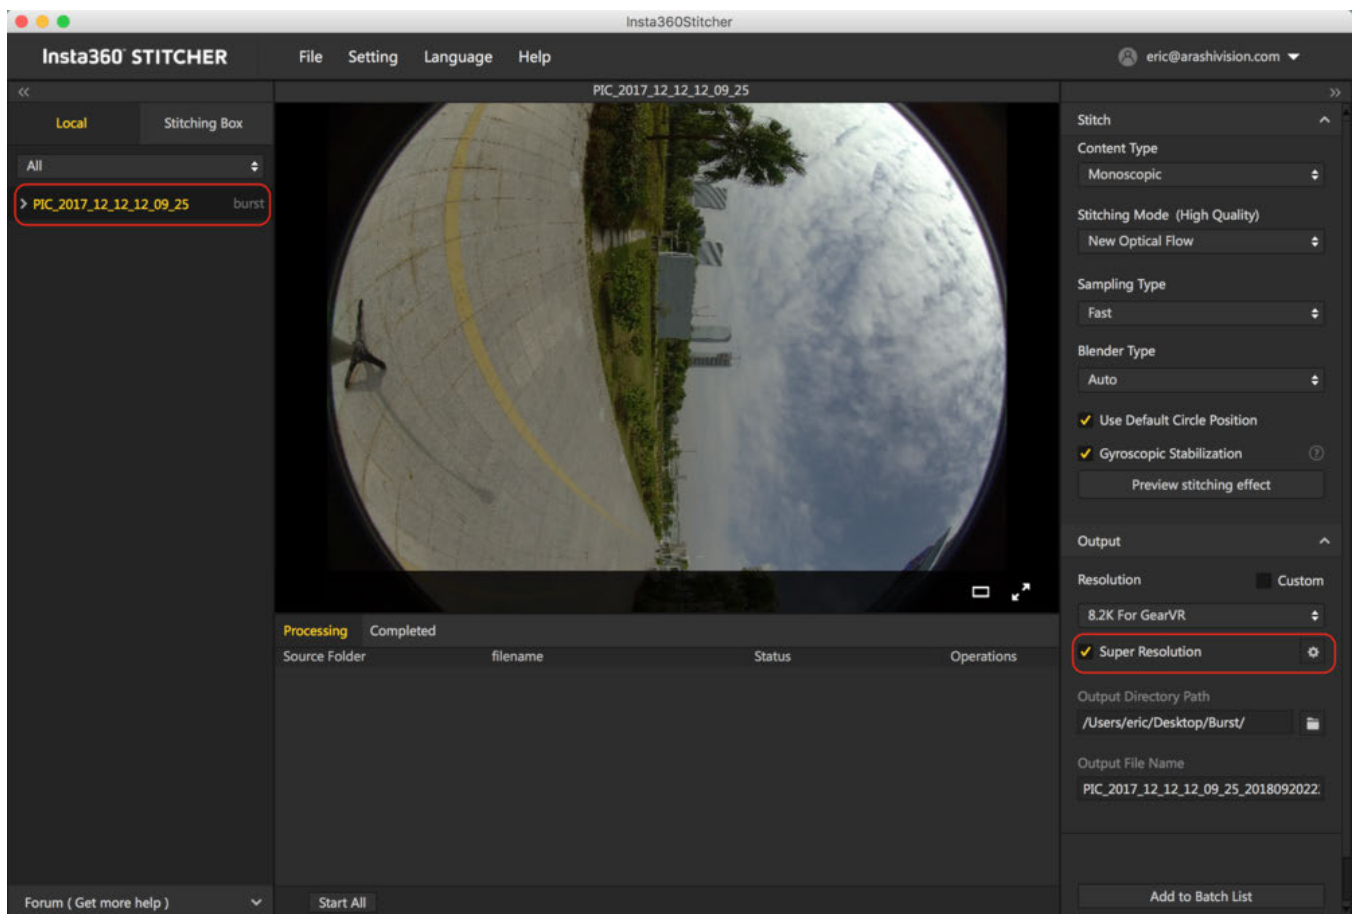 Insta360Stitcher
Insta360° STITCHER File Setting Language Help eric@arashivision.com
PIC_2017_12_12_12_09_25
Local Stitching Box
All
PIC_2017_12_12_12_09_25 burst
Stitch
Content Type
Monoscopic
Stitching Mode (High Quality)
New Optical Flow
Sampling Type
Fast
Blender Type
Auto
Use Default Circle Position
Gyroscopic Stabilization ?
Preview stitching effect
Output
Resolution Custom
8.2K For GearVR
Super Resolution
Output Directory Path
/Users/eric/Desktop/Burst/
Output File Name
PIC_2017_12_12_12_09_25_2018092022
Add to Batch List
Processing Completed
Source Folder filename Status Operations
Forum ( Get more help )
Start All